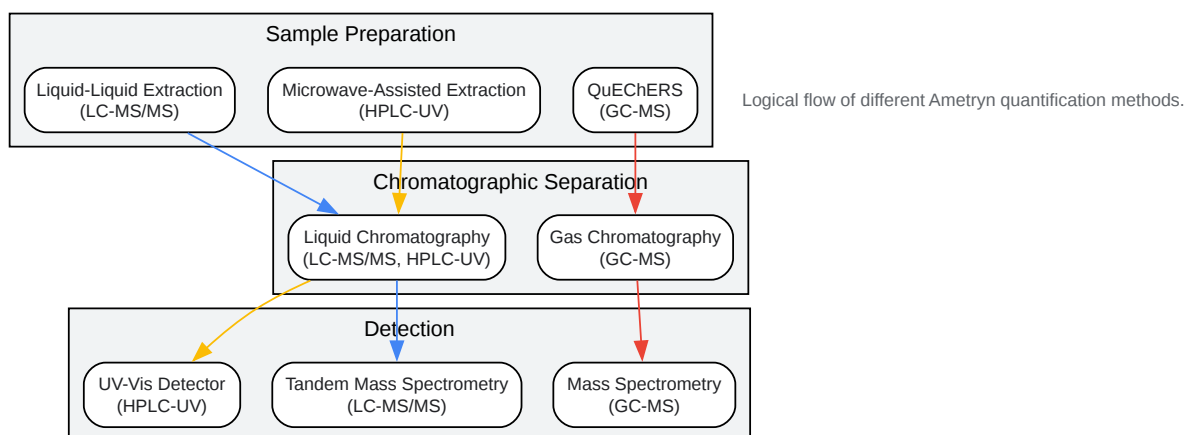 Sample Preparation
Liquid-Liquid Extraction
(LC-MS/MS)
Microwave-Assisted Extraction
(HPLC-UV)
QuEChERS
(GC-MS)
Logical flow of different Ametryn quantification methods.
Chromatographic Separation
Liquid Chromatography
(LC-MS/MS, HPLC-UV)
Gas Chromatography
(GC-MS)
Detection
UV-Vis Detector
(HPLC-UV)
Tandem Mass Spectrometry
(LC-MS/MS)
Mass Spectrometry
(GC-MS)